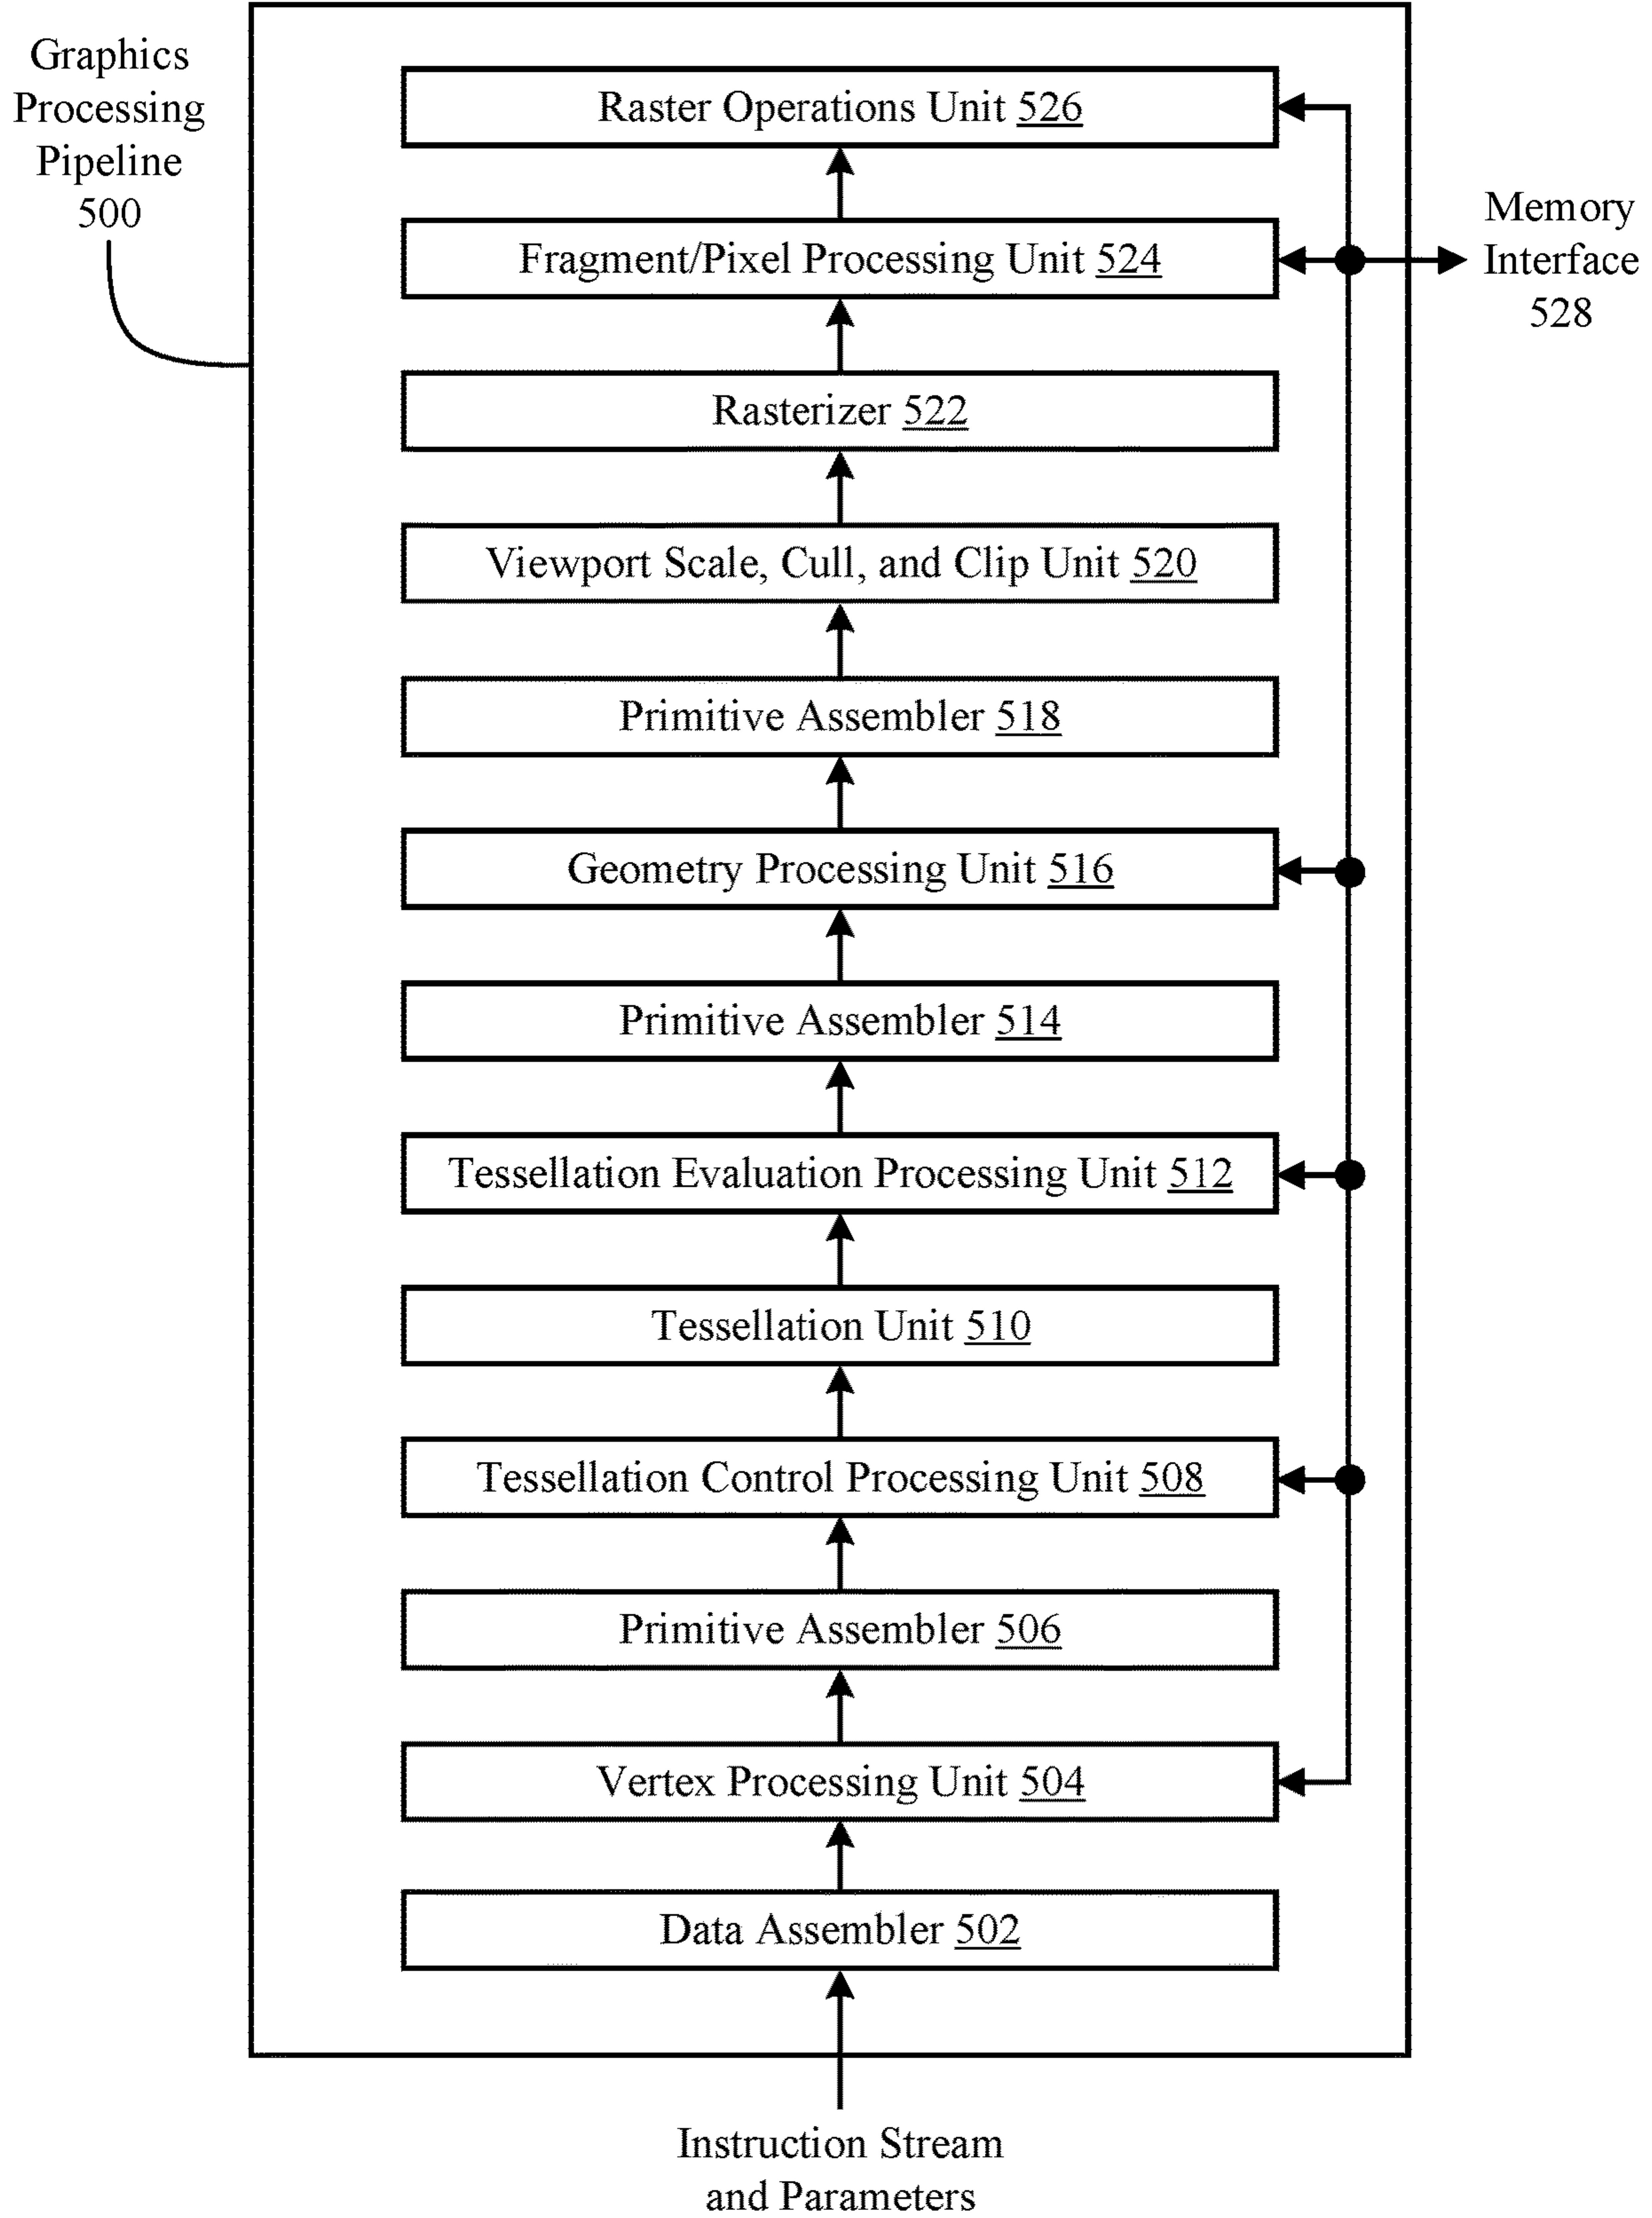 Graphics
Processing
Pipeline
500
Raster Operations Unit 526
Fragment/Pixel Processing Unit 524
Memory
Interface
528
Rasterizer 522
Viewport Scale, Cull, and Clip Unit 520
Primitive Assembler 518
Geometry Processing Unit 516
Primitive Assembler 514
Tessellation Evaluation Processing Unit 512
Tessellation Unit 510
Tessellation Control Processing Unit 508
Primitive Assembler 506
Vertex Processing Unit 504
Data Assembler 502
Instruction Stream
and Parameters